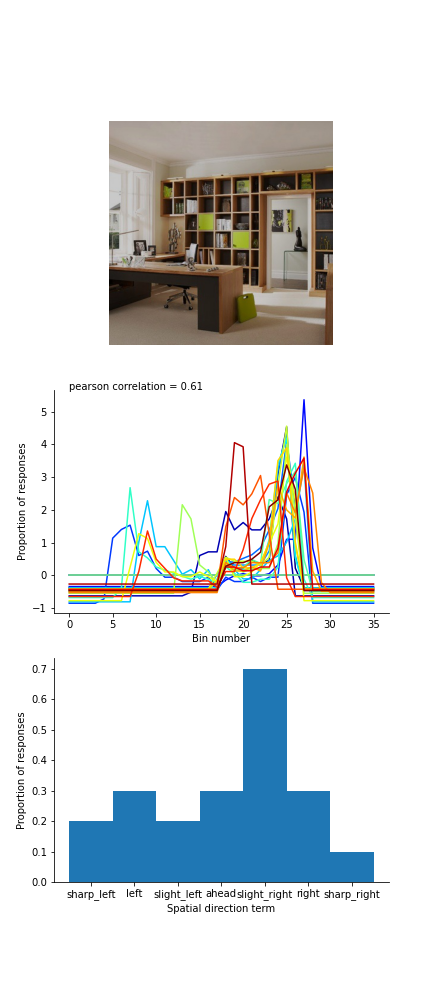 pearson correlation = 0.61
Proportion of responses
5
4
3
2
1
0
−1
0 5 10 15 20 25 30 35
Bin number
Proportion of responses
0.7
0.6
0.5
0.4
0.3
0.2
0.1
0.0
sharp_left left slight_left ahead slight_right right sharp_right
Spatial direction term